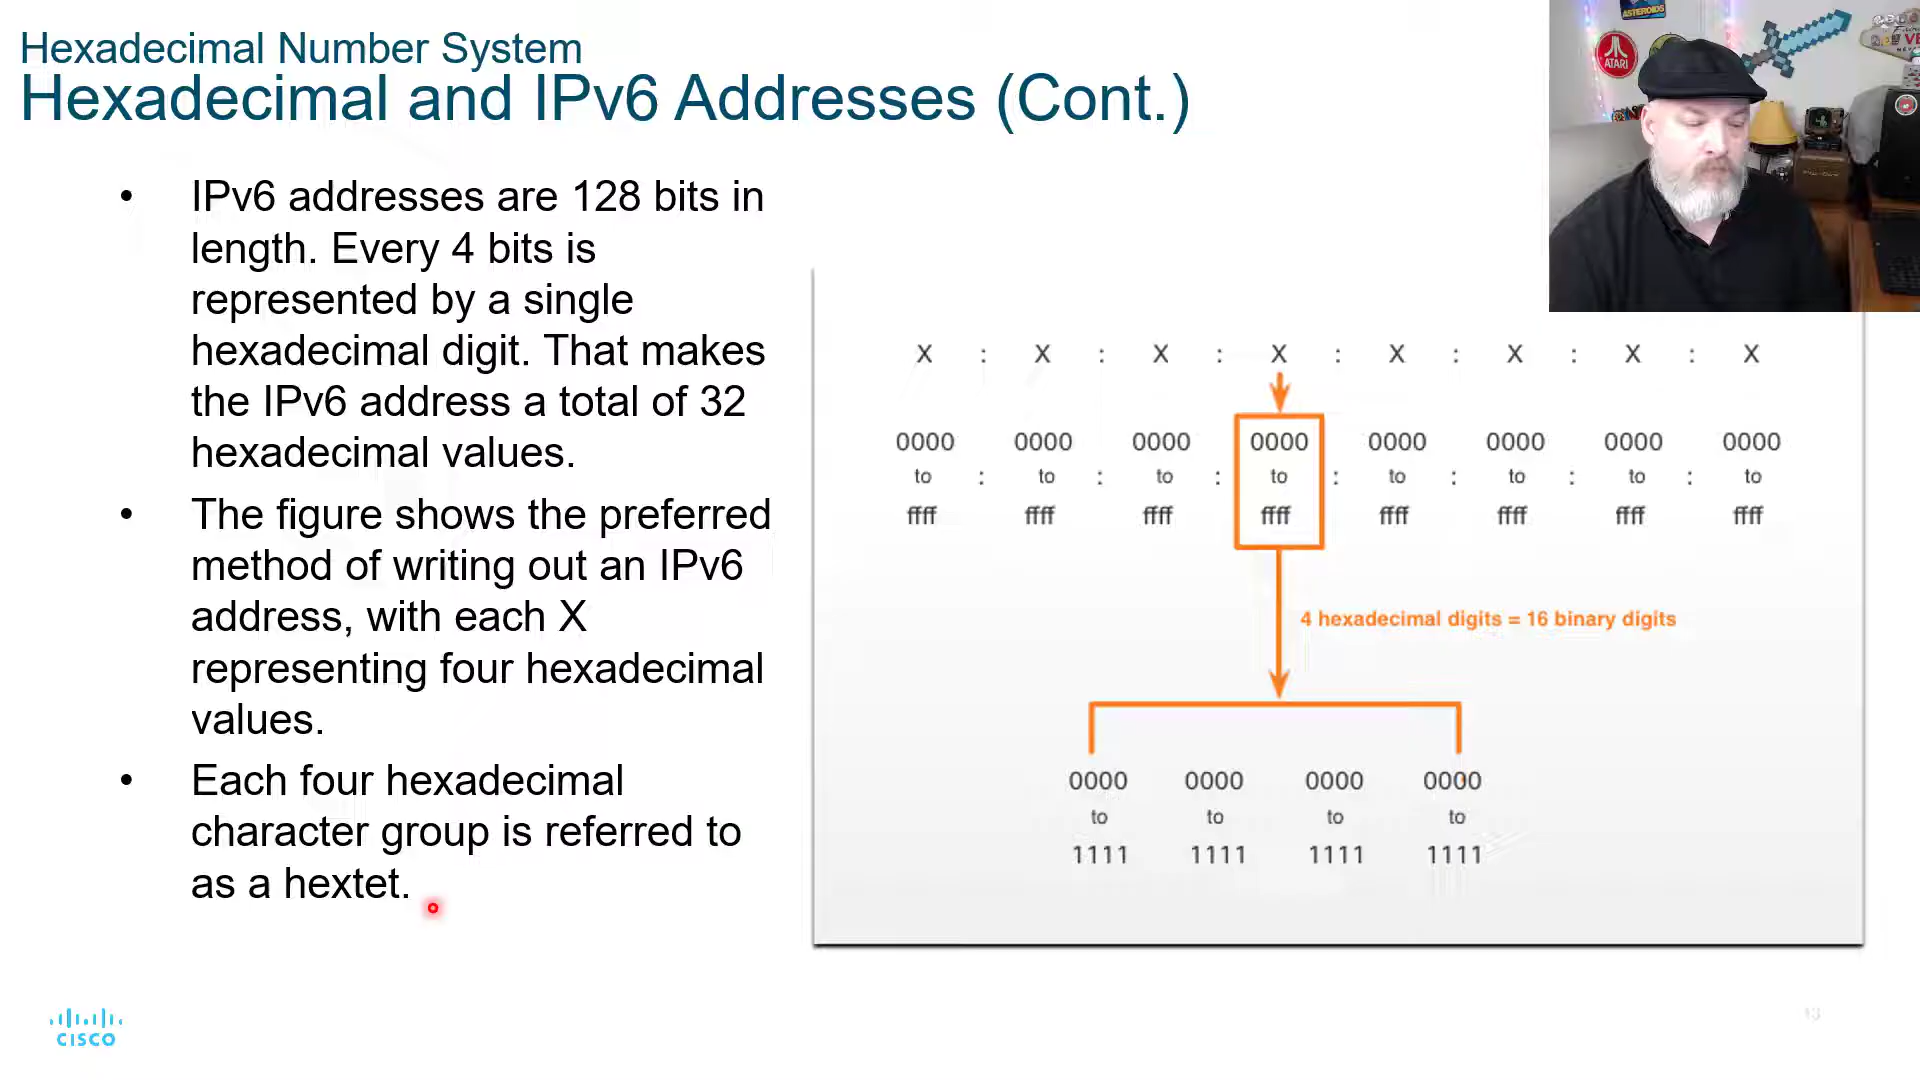 Hexadecimal Number System
Hexadecimal and IPv6 Addresses (Cont.)
• IPv6 addresses are 128 bits in
length. Every 4 bits is
represented by a single
hexadecimal digit. That makes
the IPv6 address a total of 32
hexadecimal values.
• The figure shows the preferred
method of writing out an IPv6
address, with each X
representing four hexadecimal
values.
• Each four hexadecimal
character group is referred to
as a hextet.
X : X : X : X : X : X : X : X
0000 0000 0000 0000 0000 0000 0000 0000
to : to : to : to : to : to : to : to
ffff ffff ffff ffff ffff ffff ffff ffff
4 hexadecimal digits = 16 binary digits
0000 0000 0000 0000
to to to to
1111 1111 1111 1111
CISCO
13
ASTEROIDS
ATARI